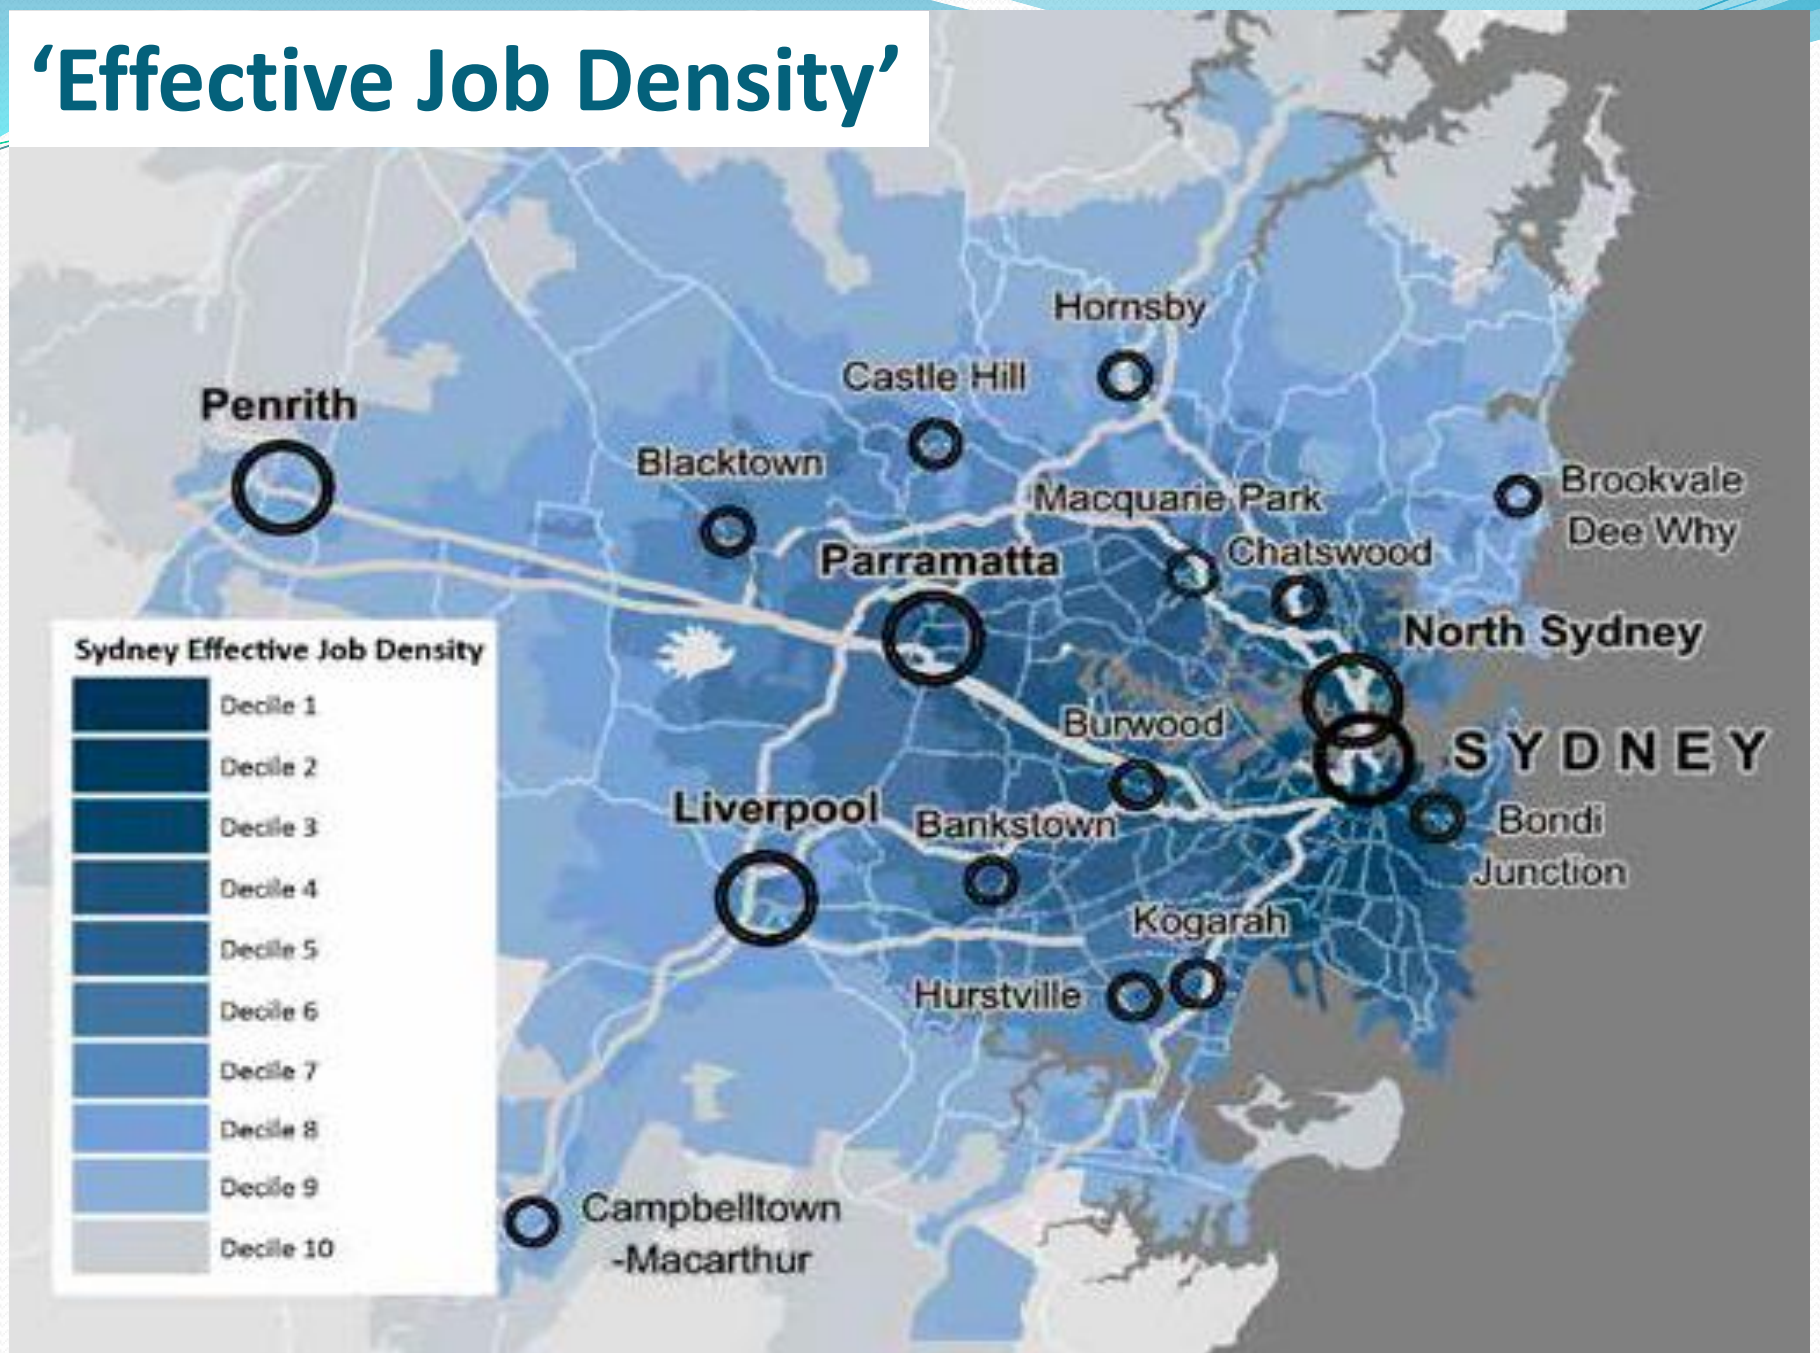 ‘Effective Job Density’
Hornsby
Castle Hill
Penrith
Blacktown
Brookvale
Dee Why
Macquarie Park
Chatswood
Parramatta
North Sydney
Burwood
SYDNEY
Liverpool
Bankstown
Bondi
Junction
Kogarah
Hurstville
Campbelltown
-Macarthur
Sydney Effective Job Density
Decile 1
Decile 2
Decile 3
Decile 4
Decile 5
Decile 6
Decile 7
Decile 8
Decile 9
Decile 10